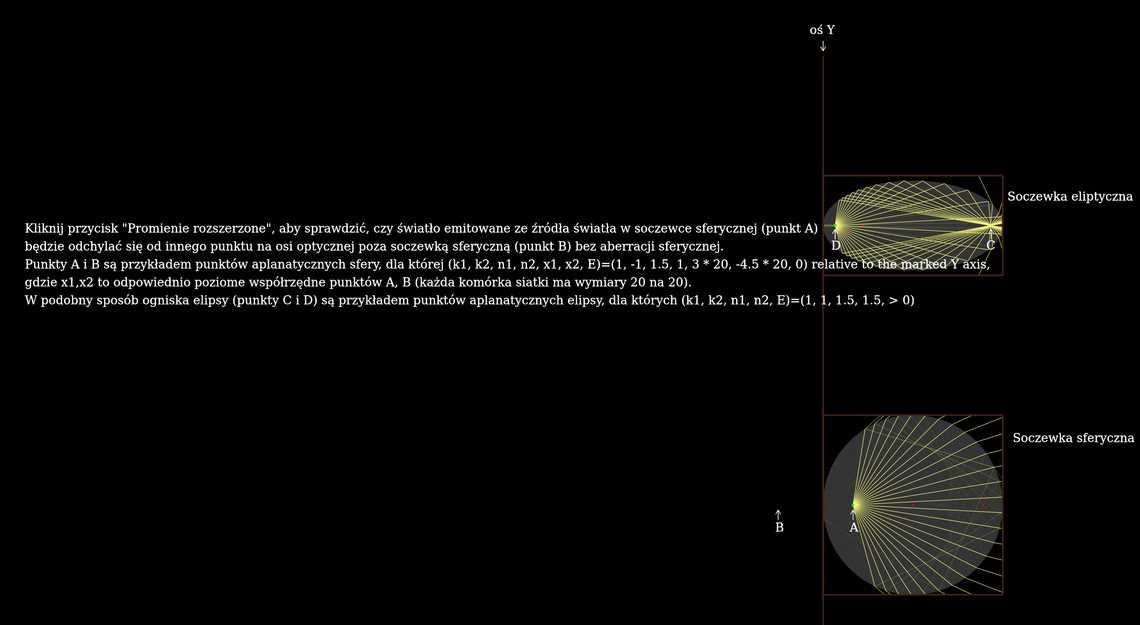 oś Y
Soczewka eliptyczna
Kliknij przycisk "Promienie rozszerzone", aby sprawdzić, czy światło emitowane ze źródła światła w soczewce sferycznej (punkt A)
będzie odchylać się od innego punktu na osi optycznej poza soczewką sferyczną (punkt B) bez aberracji sferycznej.
D
C
Punkty A i B są przykładem punktów aplanatycznych sfery, dla której (k1, k2, n1, n2, x1, x2, E)=(1, -1, 1.5, 1, 3 * 20, -4.5 * 20, 0) relative to the marked Y axis,
gdzie x1,x2 to odpowiednio poziome współrzędne punktów A, B (każda komórka siatki ma wymiary 20 na 20).
W podobny sposób ogniska elipsy (punkty C i D) są przykładem punktów aplanatycznych elipsy, dla których (k1, k2, n1, n2, E)=(1, 1, 1.5, 1.5, > 0)
Soczewka sferyczna
B
A